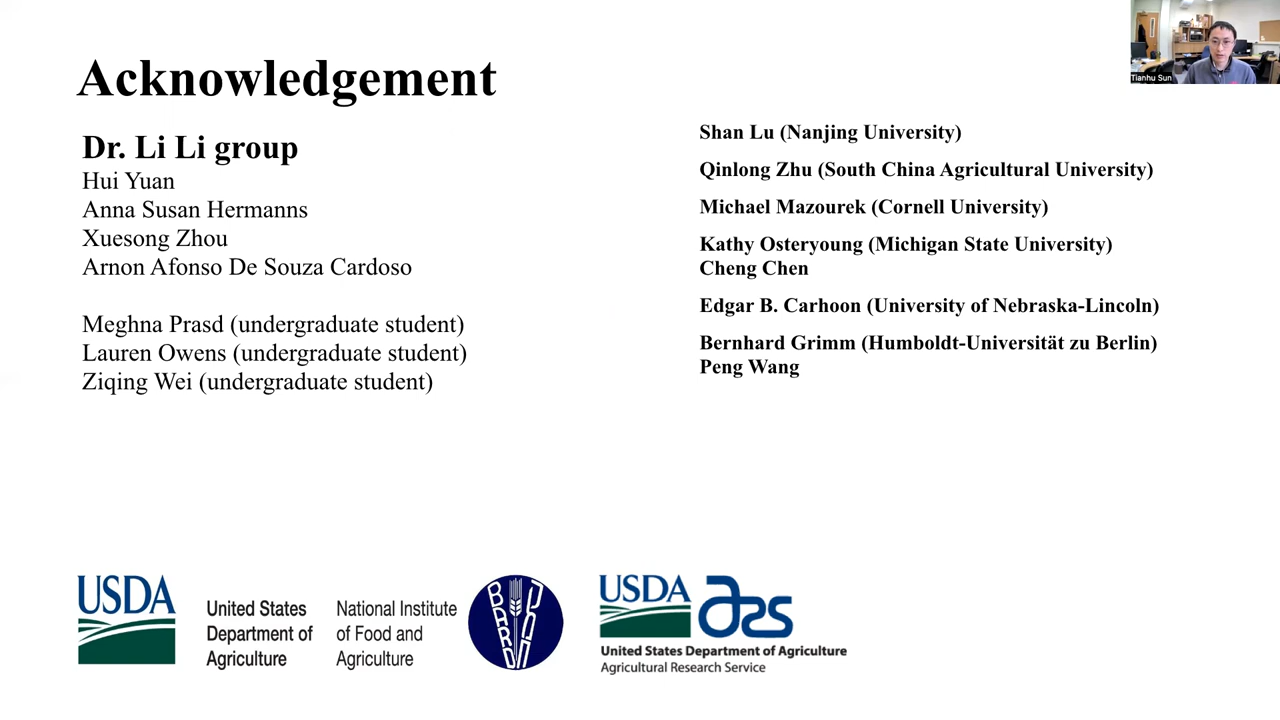 Acknowledgement
Dr. Li Li group
Hui Yuan
Anna Susan Hermanns
Xuesong Zhou
Arnon Afonso De Souza Cardoso
Meghna Prasd (undergraduate student)
Lauren Owens (undergraduate student)
Ziqing Wei (undergraduate student)
Shan Lu (Nanjing University)
Qinlong Zhu (South China Agricultural University)
Michael Mazourek (Cornell University)
Kathy Osteryoung (Michigan State University)
Cheng Chen
Edgar B. Carhoon (University of Nebraska-Lincoln)
Bernhard Grimm (Humboldt-Universität zu Berlin)
Peng Wang
Tianhu Sun
USDA
United States
Department of
Agriculture
National Institute
of Food and
Agriculture
BARD
USDA ars
United States Department of Agriculture
Agricultural Research Service